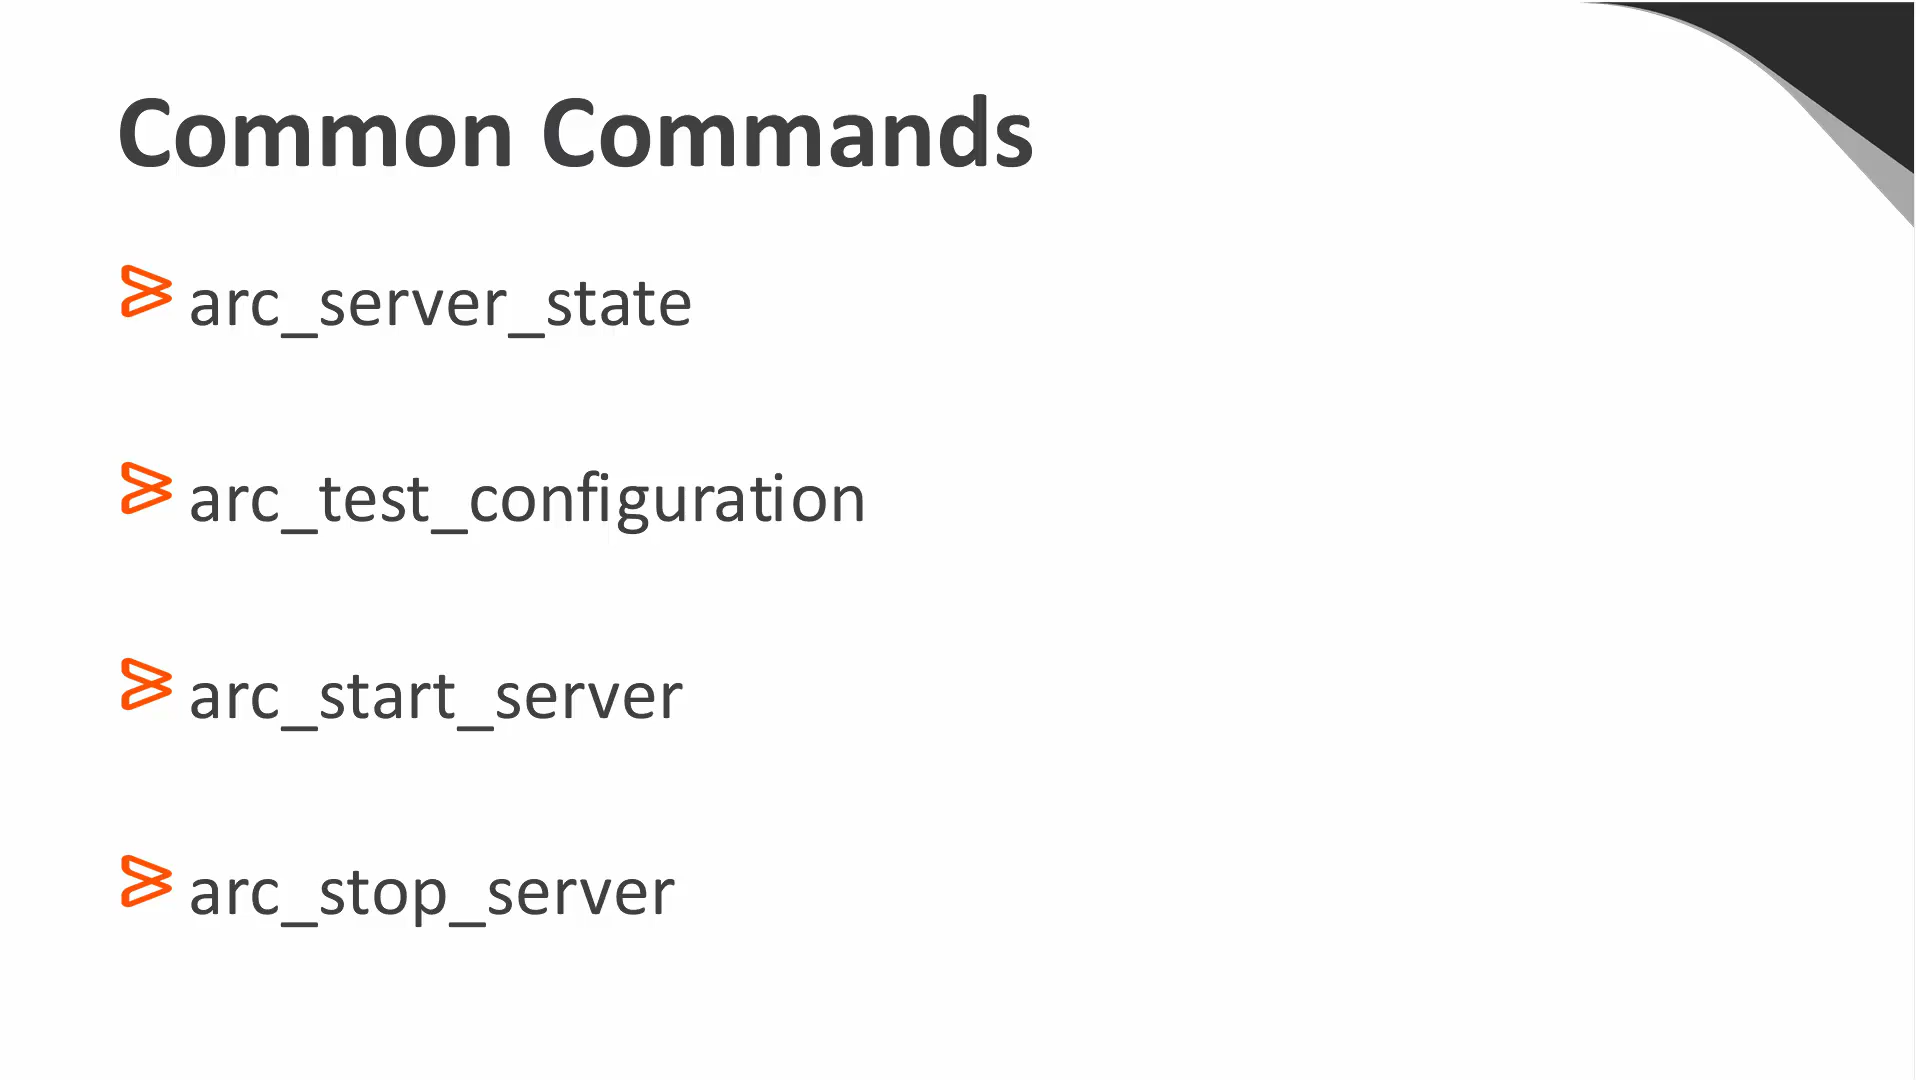 Common Commands
arc_server_state
arc_test_configuration
arc_start_server
arc_stop_server